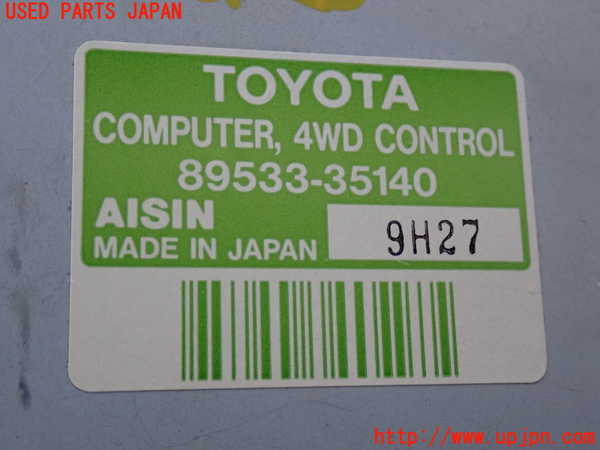 USED PARTS JAPAN
TOYOTA
COMPUTER, 4WD CONTROL
89533-35140
AISIN
MADE IN JAPAN
9H27
http://www.upjpn.com/